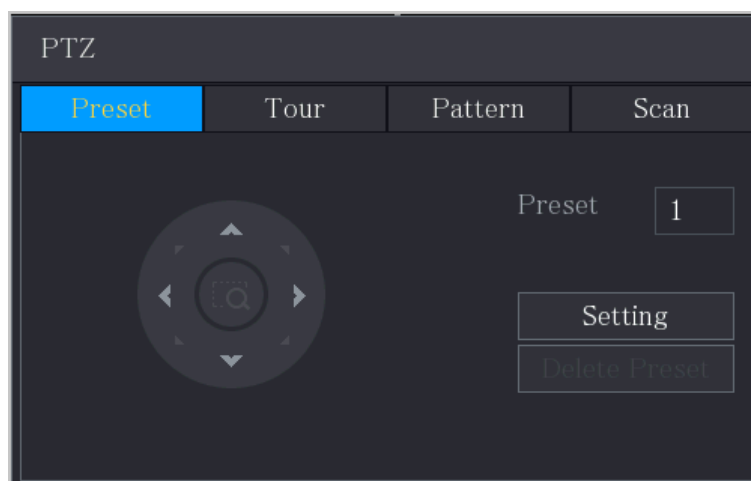 PTZ
Preset Tour Pattern Scan
Preset 1
Setting
Delete Preset